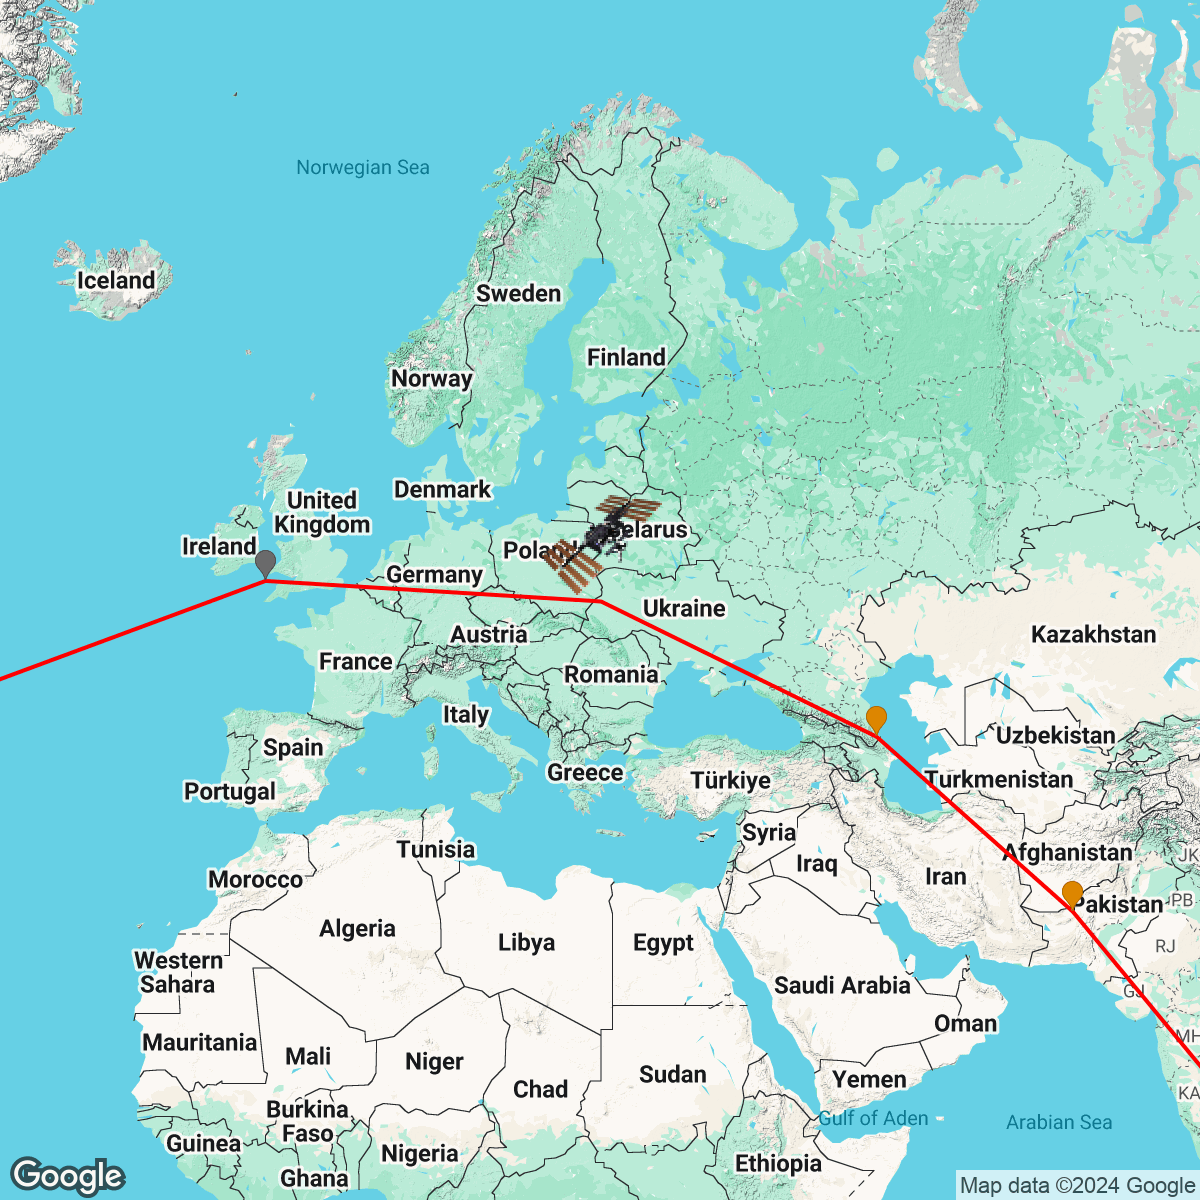 Norwegian Sea
Iceland
Sweden
Finland
Norway
Denmark
United
Kingdom
Ireland
Belarus
Poland
Germany
Ukraine
Kazakhstan
Austria
France
Romania
Italy
Uzbekistan
Spain
Greece
Türkiye
Turkmenistan
Portugal
Syria
Tunisia
Iraq
Afghanistan
JK
Morocco
Iran
Pakistan
PB
Algeria
Libya
Egypt
RJ
Western
Sahara
Saudi Arabia
GJ
Oman
Mauritania
Mali
Niger
MH
Chad
Sudan
Yemen
KA
Burkina
Faso
Gulf of Aden
Arabian Sea
Guinea
Nigeria
Ethiopia
Ghana
Google
Map data ©2024 Google